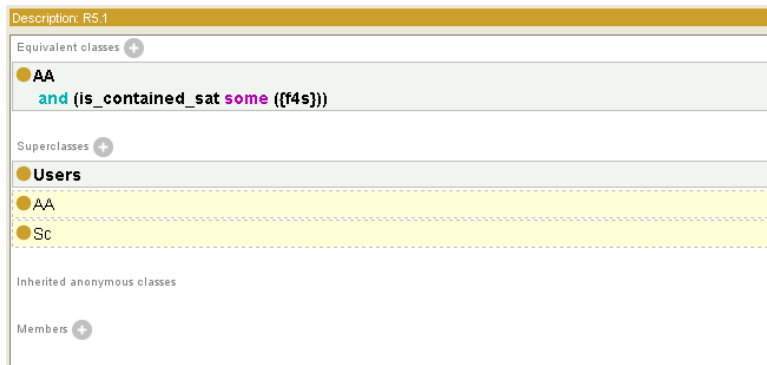 Description: R5.1
Equivalent classes
AA
and (is_contained_sat some ({f4s}))
Superclasses
Users
AA
Sc
Inherited anonymous classes
Members